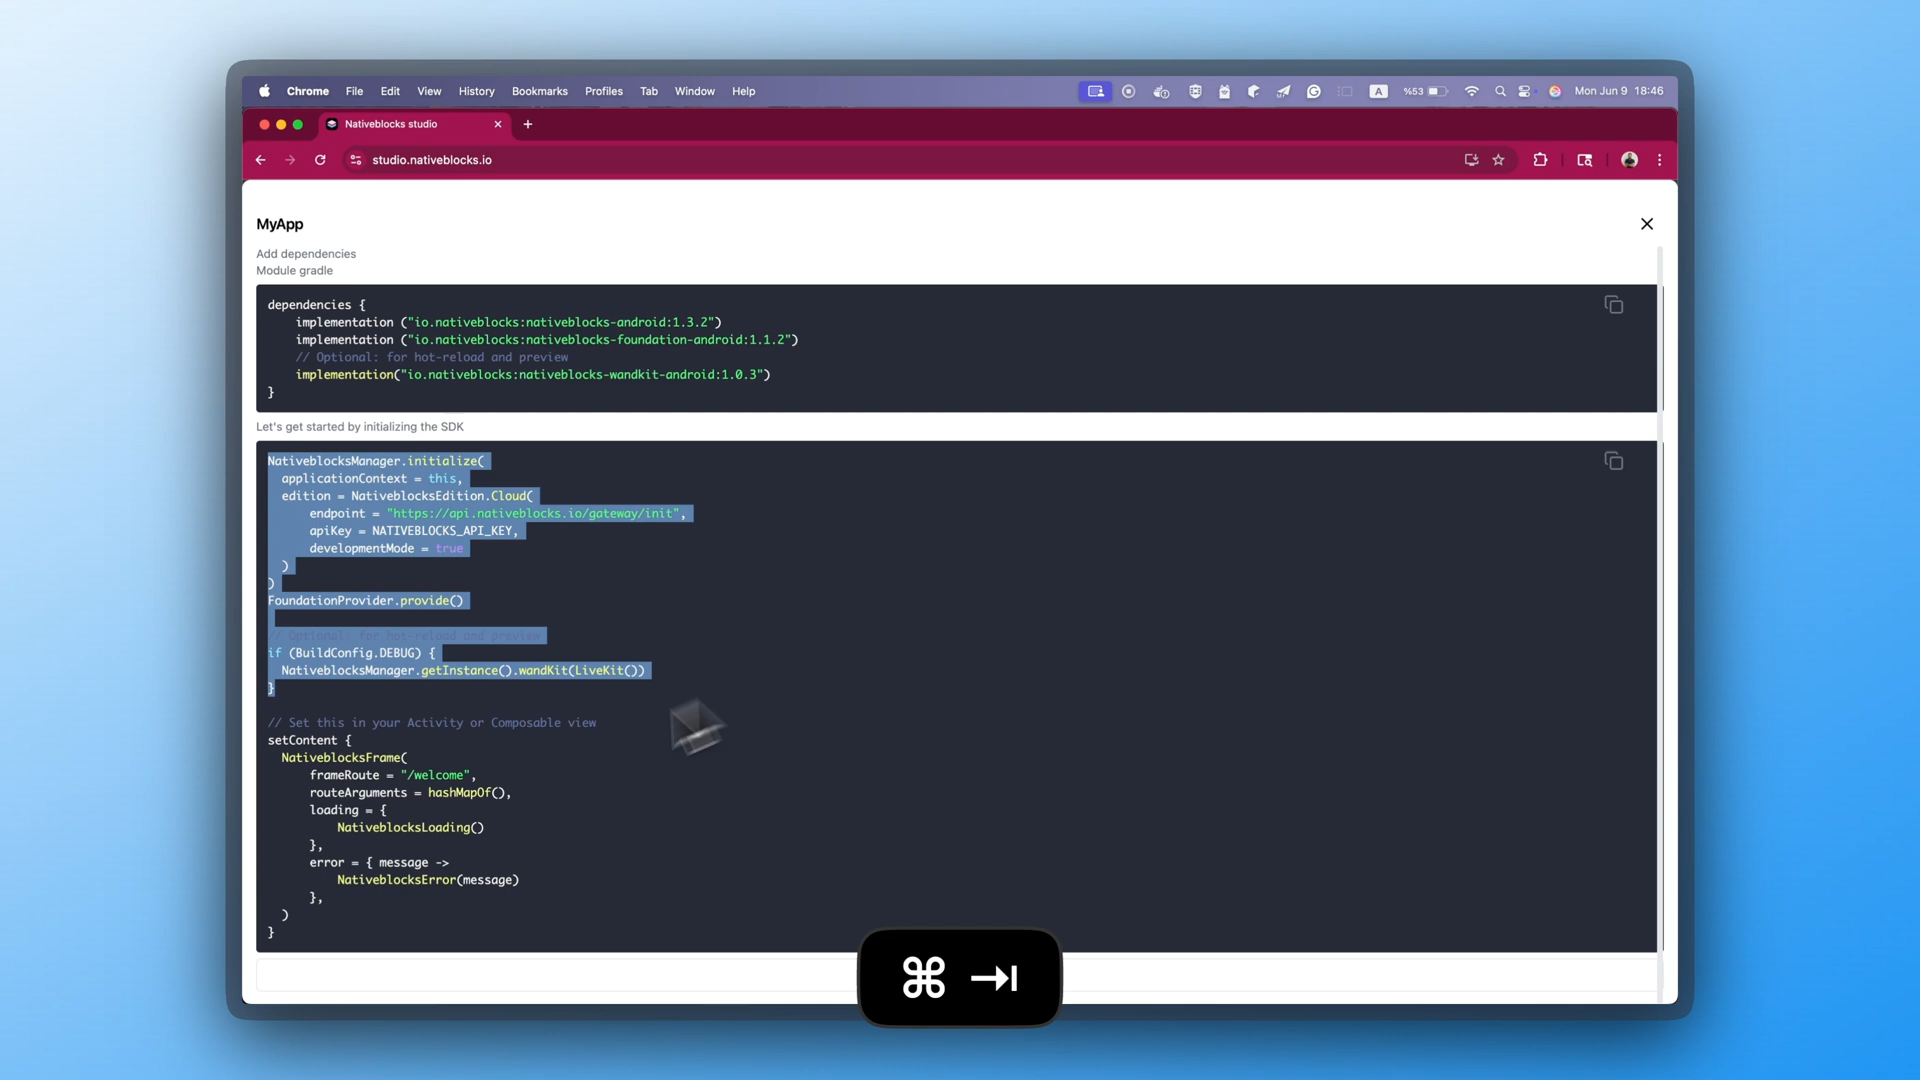 Chrome File Edit View History Bookmarks Profiles Tab Window Help A %53 Mon Jun 9 18:46
Nativeblocks studio
studio.nativeblocks.io
MyApp
Add dependencies
Module gradle
dependencies {
implementation ("io.nativeblocks:nativeblocks-android:1.3.2")
implementation ("io.nativeblocks:nativeblocks-foundation-android:1.1.2")
// Optional: for hot-reload and preview
implementation("io.nativeblocks:nativeblocks-wandkit-android:1.0.3")
}
Let's get started by initializing the SDK
NativeblocksManager.initialize(
applicationContext = this,
edition = NativeblocksEdition.Cloud(
endpoint = "https://api.nativeblocks.io/gateway/init",
apiKey = NATIVEBLOCKS_API_KEY,
developmentMode = true
)
)
FoundationProvider.provide()
// Optional: for hot-reload and preview
if (BuildConfig.DEBUG) {
NativeblocksManager.getInstance().wandKit(LiveKit())
}
// Set this in your Activity or Composable view
setContent {
NativeblocksFrame(
frameRoute = "/welcome",
routeArguments = hashMapOf(),
loading = {
NativeblocksLoading()
},
error = { message ->
NativeblocksError(message)
},
)
}
⌘ ⇥